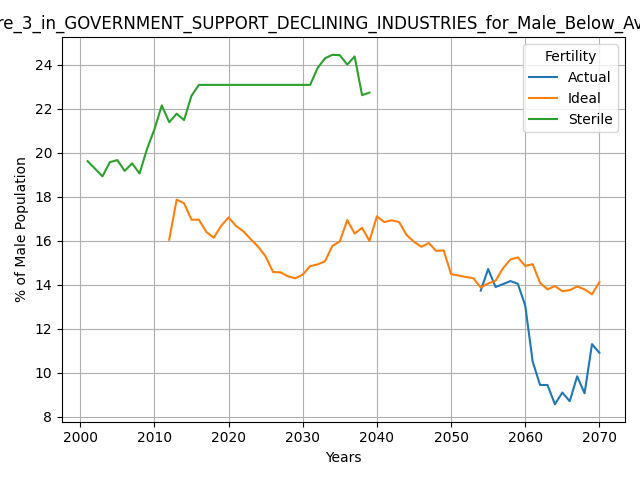 re_3_in_GOVERNMENT_SUPPORT_DECLINING_INDUSTRIES_for_Male_Below_Av
Fertility
Actual
Ideal
Sterile
% of Male Population
24
22
20
18
16
14
12
10
8
2000 2010 2020 2030 2040 2050 2060 2070
Years